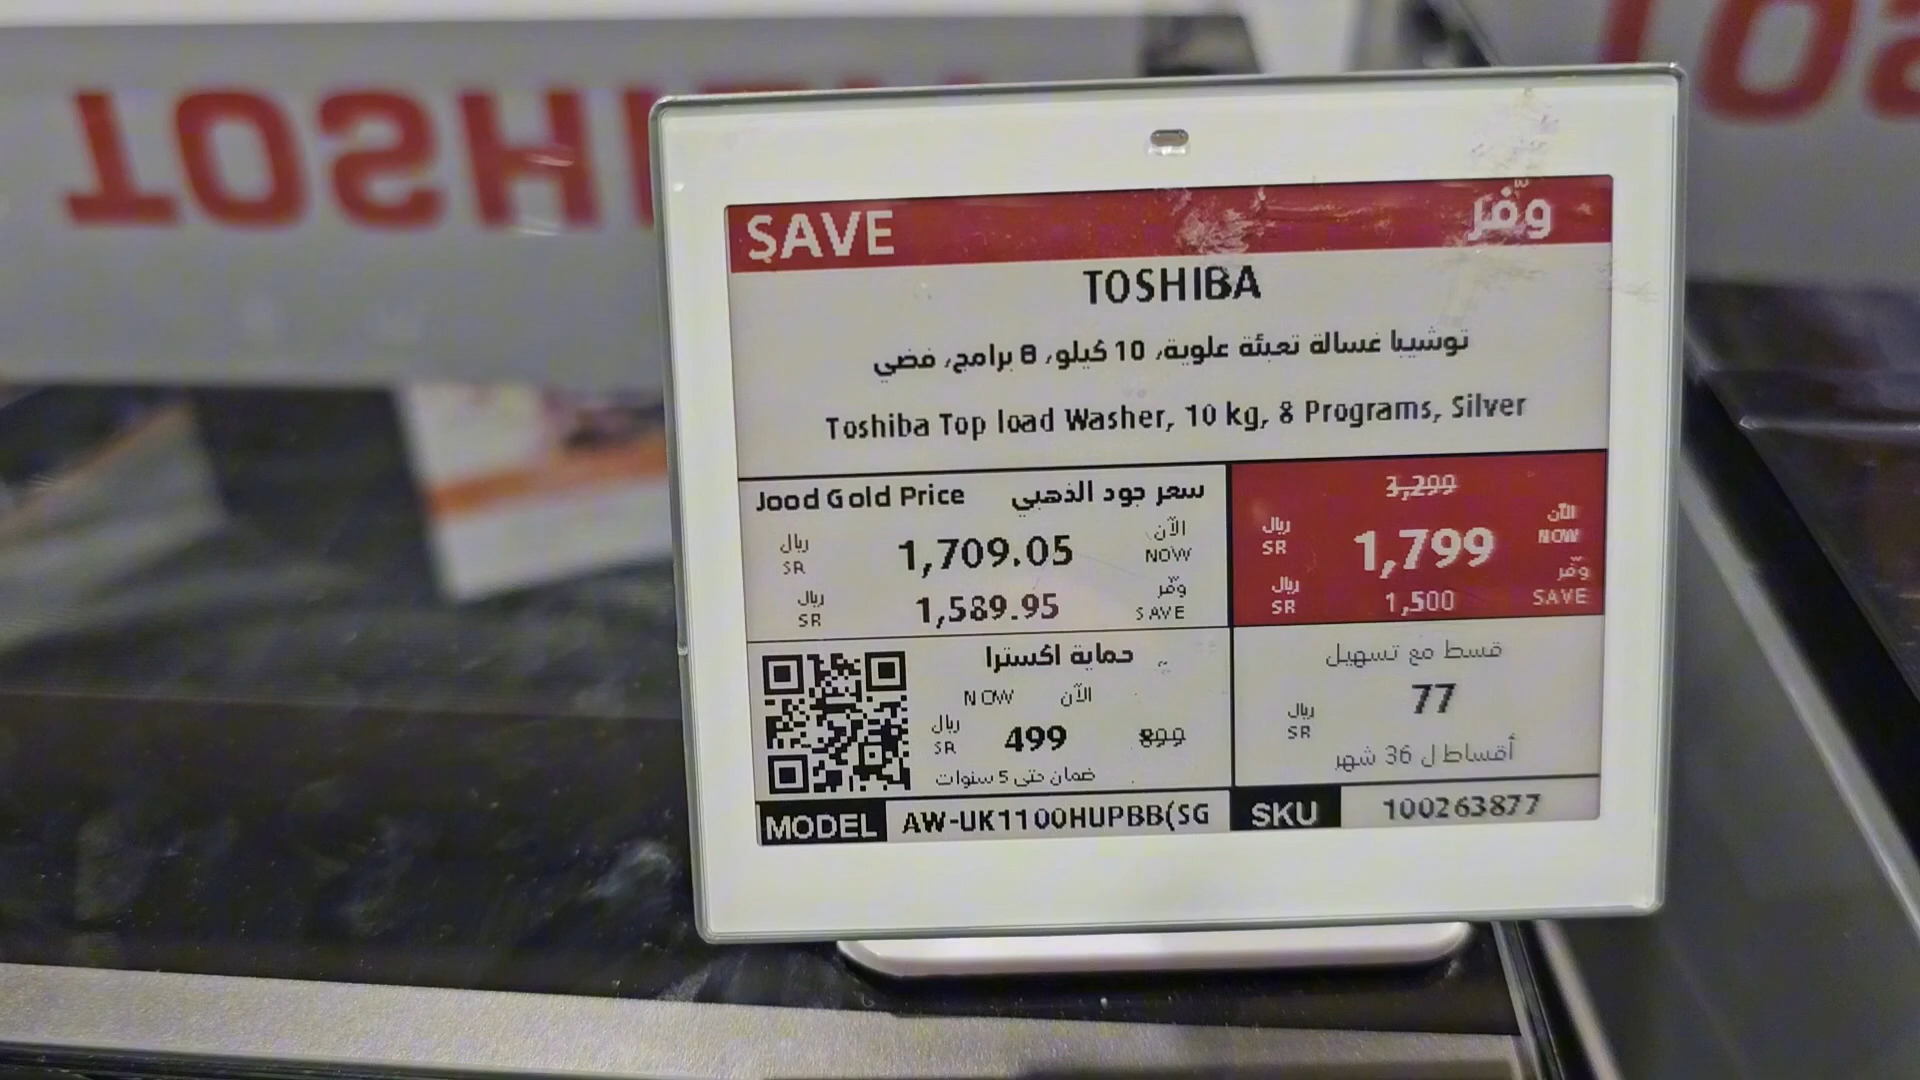 TOSHI
TOS
SAVE وفّر
TOSHIBA
توشيبا غسالة تعبئة علوية، 10 كيلو، 8 برامج، فضي
Toshiba Top load Washer, 10 kg, 8 Programs, Silver
Jood Gold Price سعر جود الذهبي
ريال SR 1,709.05 الآن NOW
ريال SR 1,589.95 وفّر SAVE
3,299
ريال SR 1,799 الآن NOW
ريال SR 1,500 وفّر SAVE
حماية اكسترا
NOW الآن
ريال SR 499 899
ضمان حتى 5 سنوات
قسط مع تسهيل
ريال SR 77
أقساط ل 36 شهر
MODEL AW-UK1100HUPBB(SG SKU 100263877